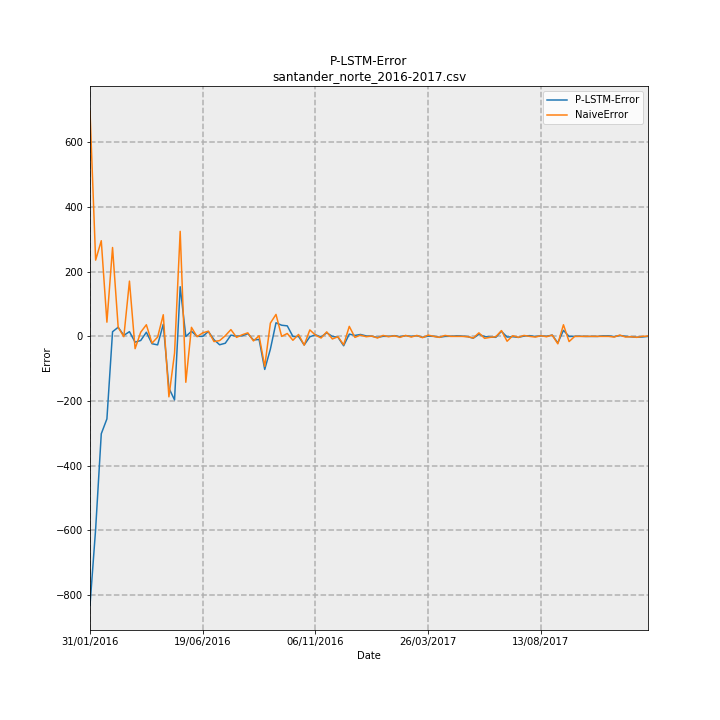 P-LSTM-Error
santander_norte_2016-2017.csv
P-LSTM-Error
NaiveError
600
400
200
0
−200
−400
−600
−800
Error
31/01/2016
19/06/2016
06/11/2016
26/03/2017
13/08/2017
Date